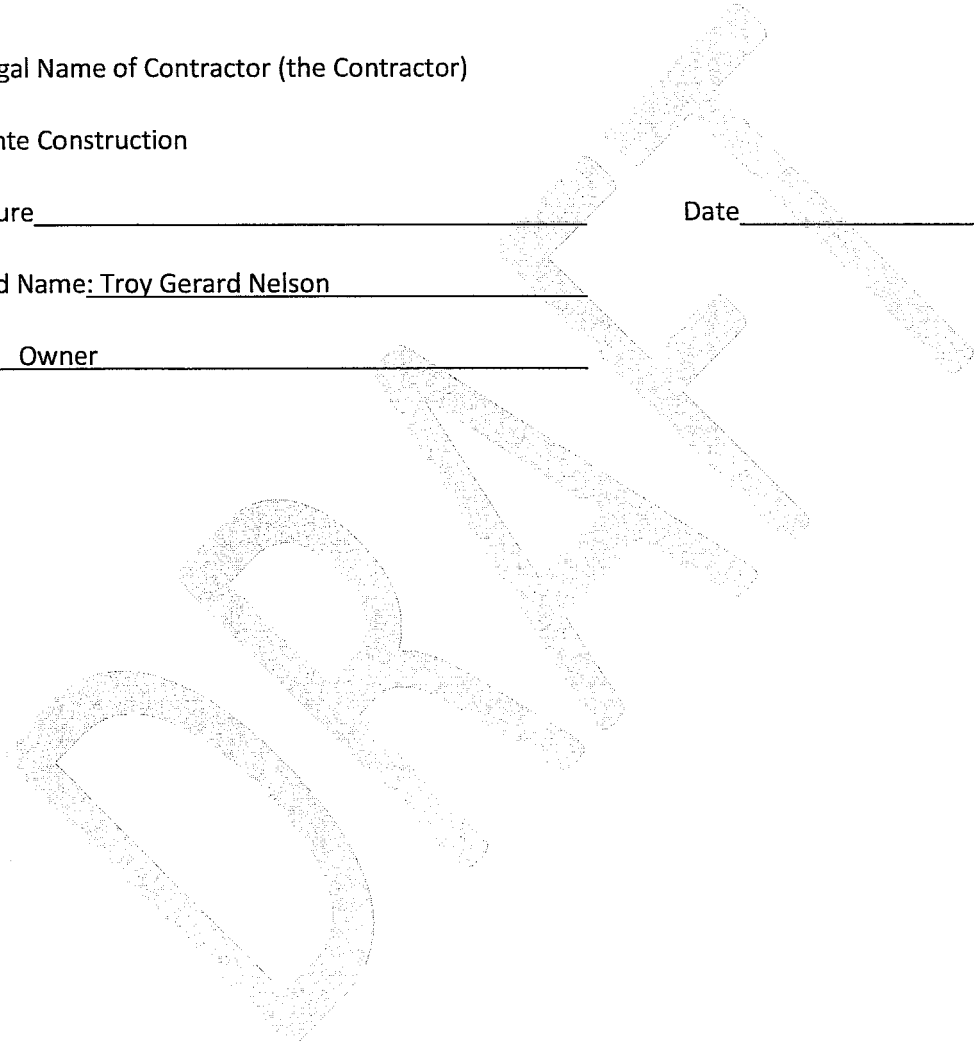 gal Name of Contractor (the Contractor)
nte Construction
ure Date
d Name: Troy Gerard Nelson
Owner
DRAFT